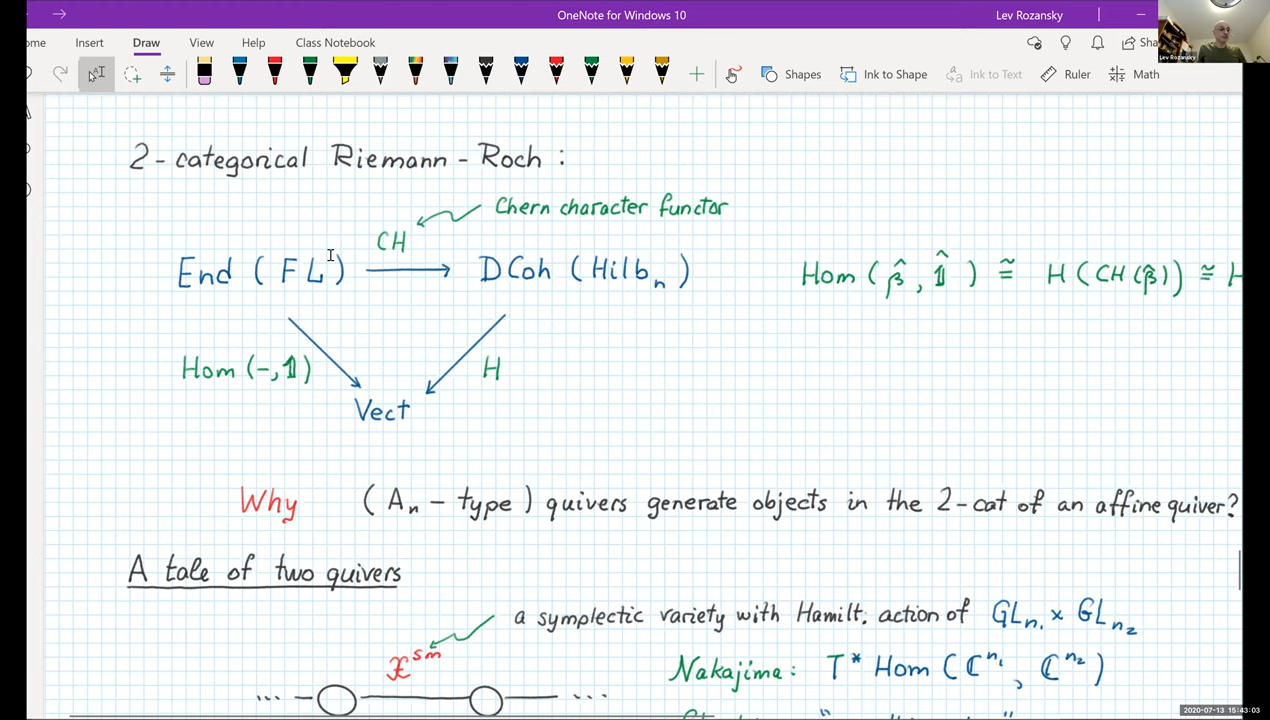 OneNote for Windows 10
Lev Rozansky
ome Insert Draw View Help Class Notebook
Sha
Lev Rozansky
Shapes Ink to Shape Ink to Text Ruler Math
2-categorical Riemann-Roch :
Chern character functor
CH
End ( FL ) DCoh ( Hilbₙ )
Hom ( β̂ , 𝟙̂ ) ≅ H ( CH ( β̂ ) ) ≅ H
Hom ( -, 𝟙 )
H
Vect
Why ( Aₙ - type ) quivers generate objects in the 2-cat of an affine quiver?
A tale of two quivers
a symplectic variety with Hamilt. action of GLₙ₁ × GLₙ₂
𝒳ˢᵐ
Nakajima: T* Hom ( ℂⁿ¹ , ℂⁿ² )
... ...
2020-07-13 15:43:03